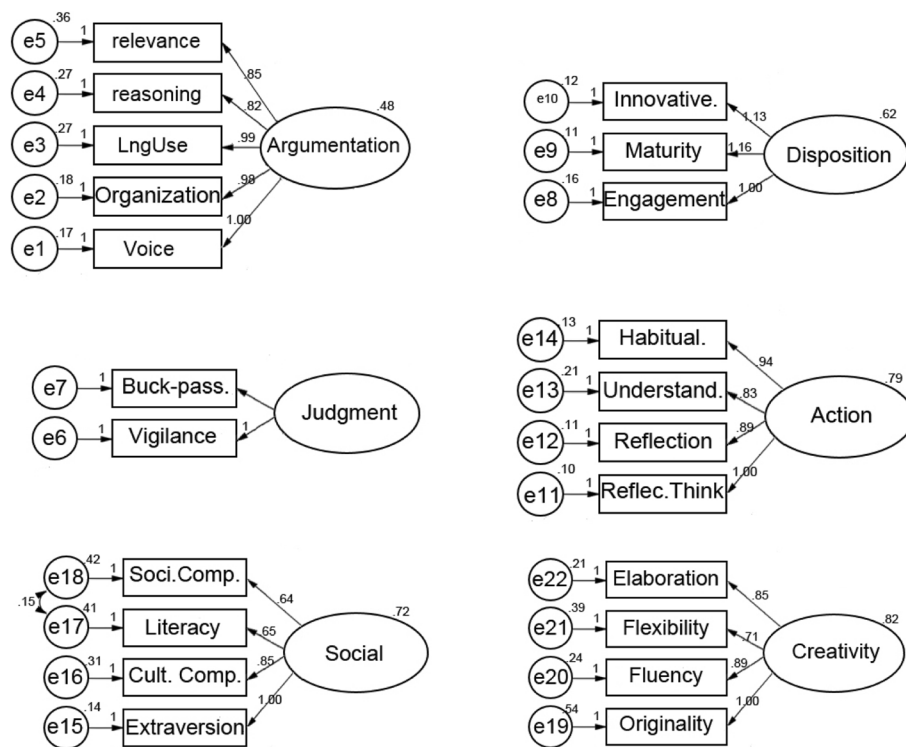 .36
e5 1 relevance
.85
.27
e4 1 reasoning
.82
.48
.27
e3 1 LngUse
.99
Argumentation
.18
e2 1 Organization
.98
.17
e1 1 Voice
1.00
.12
e10 1 Innovative.
1.13
.62
.11
e9 1 Maturity
1.16
Disposition
.16
e8 1 Engagement
1.00
e7 1 Buck-pass.
Judgment
e6 1 Vigilance
1
.13
e14 1 Habitual.
.94
.79
.21
e13 1 Understand.
.83
Action
.11
e12 1 Reflection
.89
.10
e11 1 Reflec.Think
1.00
.42
e18 1 Soci.Comp.
.64
.15
.72
.41
e17 1 Literacy
.65
Social
.31
e16 1 Cult. Comp.
.85
.14
e15 1 Extraversion
1.00
.21
e22 1 Elaboration
.85
.82
.39
e21 1 Flexibility
.71
Creativity
.24
e20 1 Fluency
.89
.54
e19 1 Originality
1.00